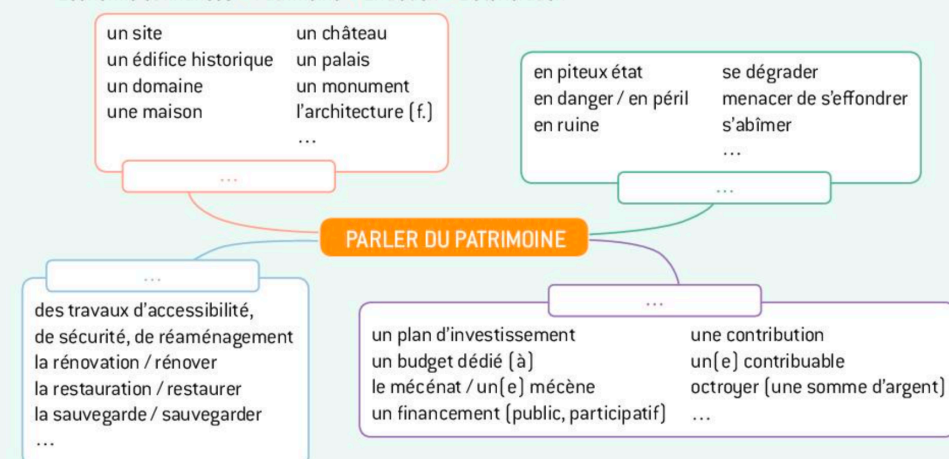 un site
un édifice historique
un domaine
une maison
un château
un palais
un monument
l'architecture (f.)
…
…
en piteux état
en danger / en péril
en ruine
se dégrader
menacer de s'effondrer
s'abîmer
…
…
PARLER DU PATRIMOINE
…
des travaux d'accessibilité,
de sécurité, de réaménagement
la rénovation / rénover
la restauration / restaurer
la sauvegarde / sauvegarder
…
…
un plan d'investissement
un budget dédié (à)
le mécénat / un(e) mécène
un financement (public, participatif)
une contribution
un(e) contribuable
octroyer (une somme d'argent)
…